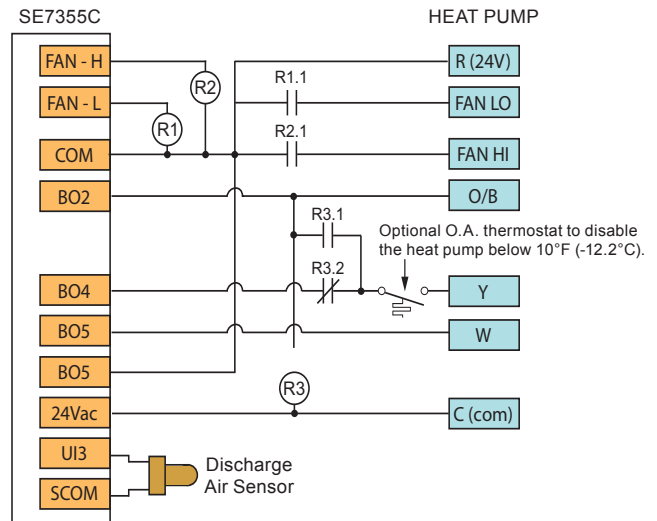 SE7355C
HEAT PUMP
FAN - H
R2
R (24V)
R1.1
FAN - L
FAN LO
R1
R2.1
COM
FAN HI
BO2
O/B
R3.1
Optional O.A. thermostat to disable
the heat pump below 10°F (-12.2°C).
R3.2
BO4
Y
BO5
W
BO5
R3
24Vac
C (com)
UI3
Discharge
Air Sensor
SCOM